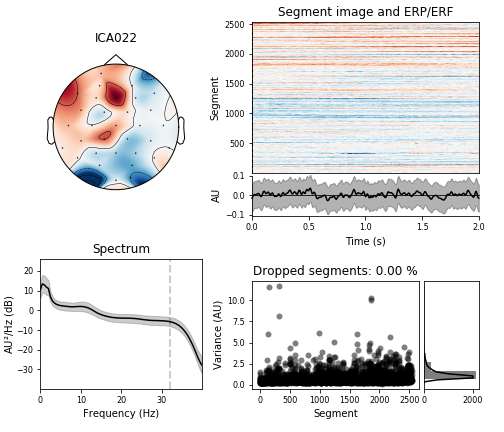 ICA022
Segment image and ERP/ERF
Segment
2500
2000
1500
1000
500
AU
0.1
0.0
−0.1
0.0 0.5 1.0 1.5 2.0
Time (s)
Spectrum
AU²/Hz (dB)
20
10
0
−10
−20
−30
0 10 20 30
Frequency (Hz)
Dropped segments: 0.00 %
Variance (AU)
10.0
7.5
5.0
2.5
0.0
0 500 1000 1500 2000 2500
Segment
0 2000